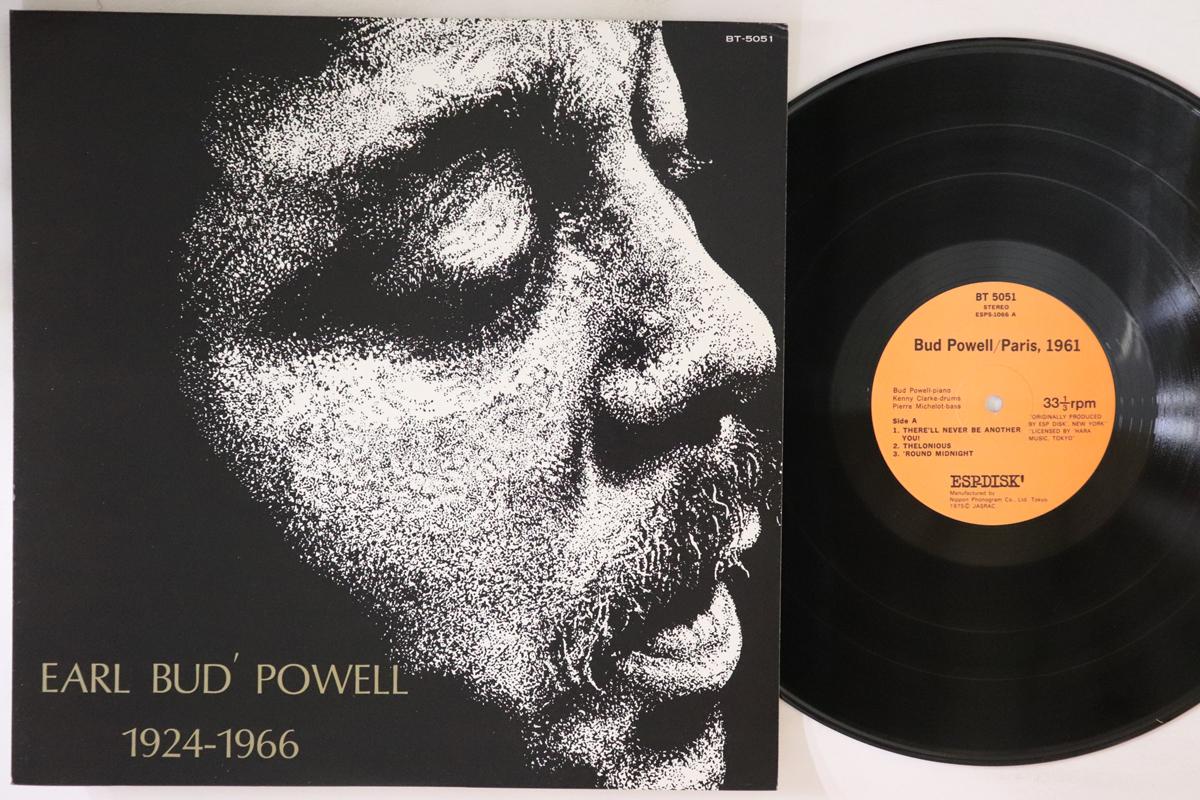 BT-5051
EARL BUD' POWELL
1924-1966
BT 5051
STEREO
ESPS-1066 A
Bud Powell/Paris, 1961
Bud Powell-piano
Kenny Clarke-drums
Pierre Michelot-bass
33⅓rpm
"ORIGINALLY PRODUCED
BY ESP DISK', NEW YORK"
"LICENSED BY 'HARA
MUSIC, TOKYO"
Side A
1. THERE'LL NEVER BE ANOTHER
YOU!
2. THELONIOUS
3. 'ROUND MIDNIGHT
ESP-DISK'
Manufactured by
Nippon Phonogram Co., Ltd. Tokyo
1975© JASRAC